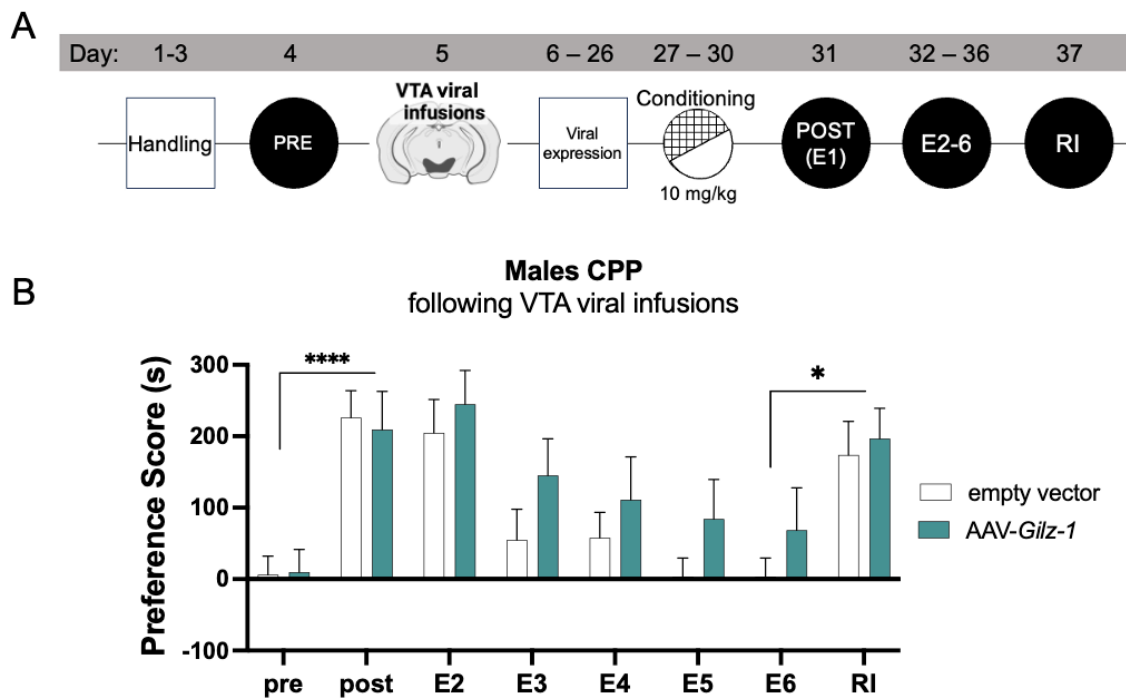 A
Day: 1-3 4 5 6 – 26 27 – 30 31 32 – 36 37
Handling
PRE
VTA viral
infusions
Viral
expression
Conditioning
10 mg/kg
POST
(E1)
E2-6
RI
B
Males CPP
following VTA viral infusions
Preference Score (s)
300
200
100
0
-100
****
*
empty vector
AAV-Gilz-1
pre post E2 E3 E4 E5 E6 RI